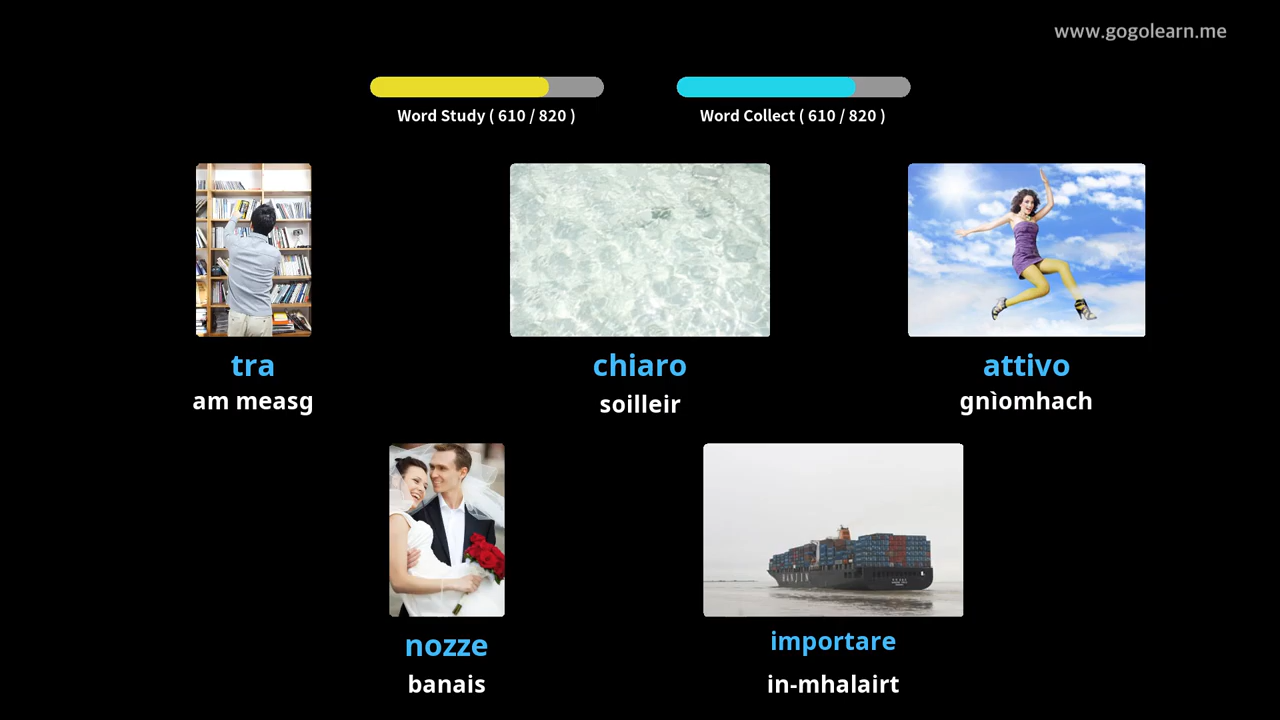 www.gogolearn.me
Word Study ( 610 / 820 )
Word Collect ( 610 / 820 )
tra
am measg
chiaro
soilleir
attivo
gnìomhach
nozze
banais
importare
in-mhalairt
HANJIN